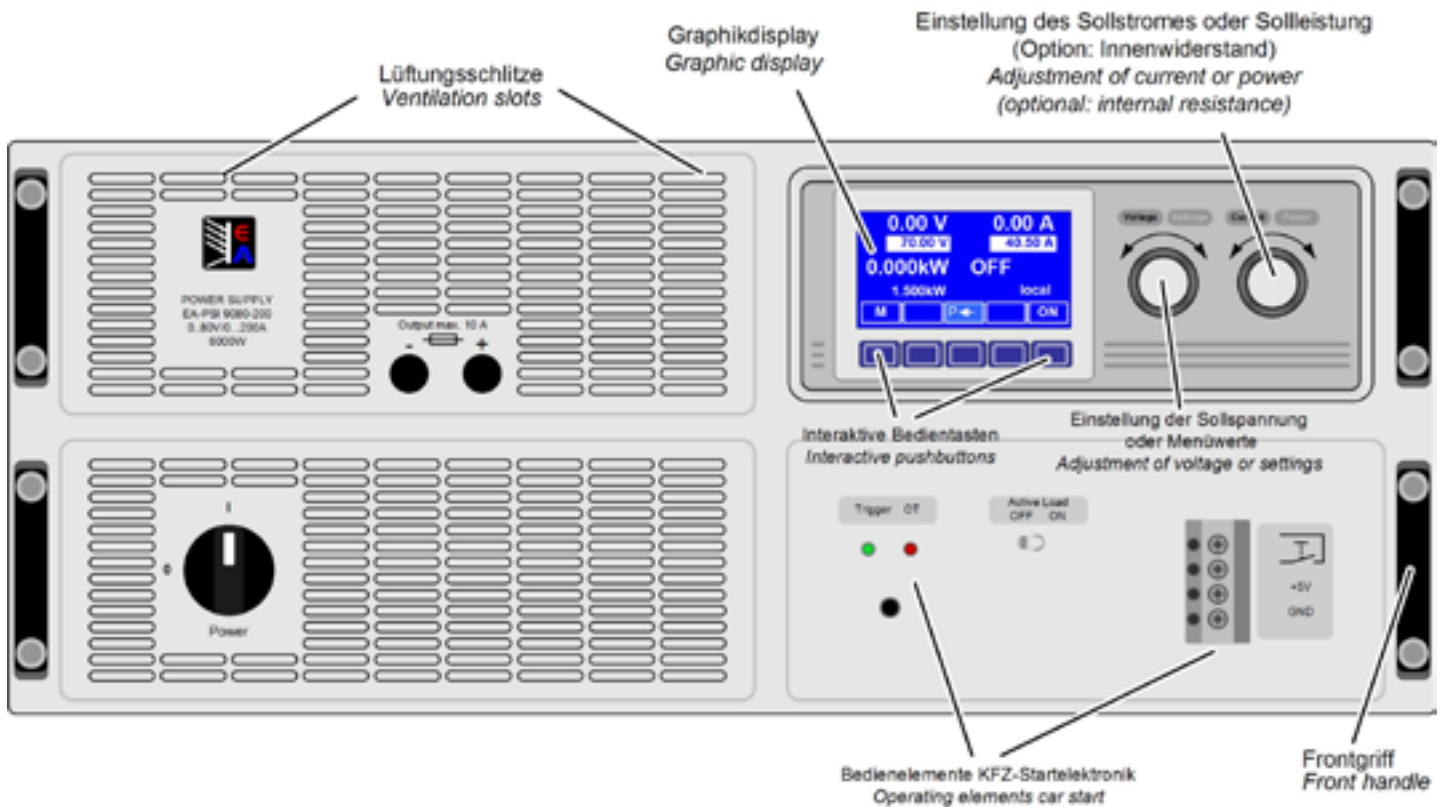 Einstellung des Sollstromes oder Sollleistung
(Option: Innenwiderstand)
Adjustment of current or power
(optional: internal resistance)
Graphikdisplay
Graphic display
Lüftungsschlitze
Ventilation slots
EA
POWER SUPPLY
EA-PSI 9080-200
0..80V/0...200A
6000W
Output max. 10 A
- +
0.00 V 0.00 A
70.00 V 40.50 A
0.000kW OFF
1.500kW local
M P ON
Voltage Settings Current Power
Interaktive Bedientasten
Interactive pushbuttons
Einstellung der Sollspannung
oder Menüwerte
Adjustment of voltage or settings
I
Power
Trigger OT
Active Load
OFF ON
+5V
GND
Bedienelemente KFZ-Startelektronik
Operating elements car start
Frontgriff
Front handle